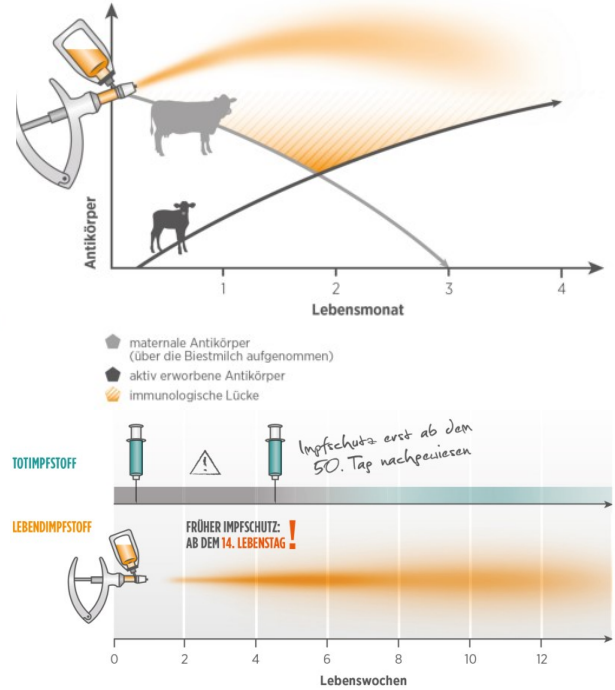 Antikörper
1 2 3 4
Lebensmonat
maternale Antikörper
(über die Biestmilch aufgenommen)
aktiv erworbene Antikörper
immunologische Lücke
TOTIMPFSTOFF
Impfschutz erst ab dem
50. Tag nachgewiesen
LEBENDIMPFSTOFF
FRÜHER IMPFSCHUTZ:
AB DEM 14. LEBENSTAG!
0 2 4 6 8 10 12
Lebenswochen